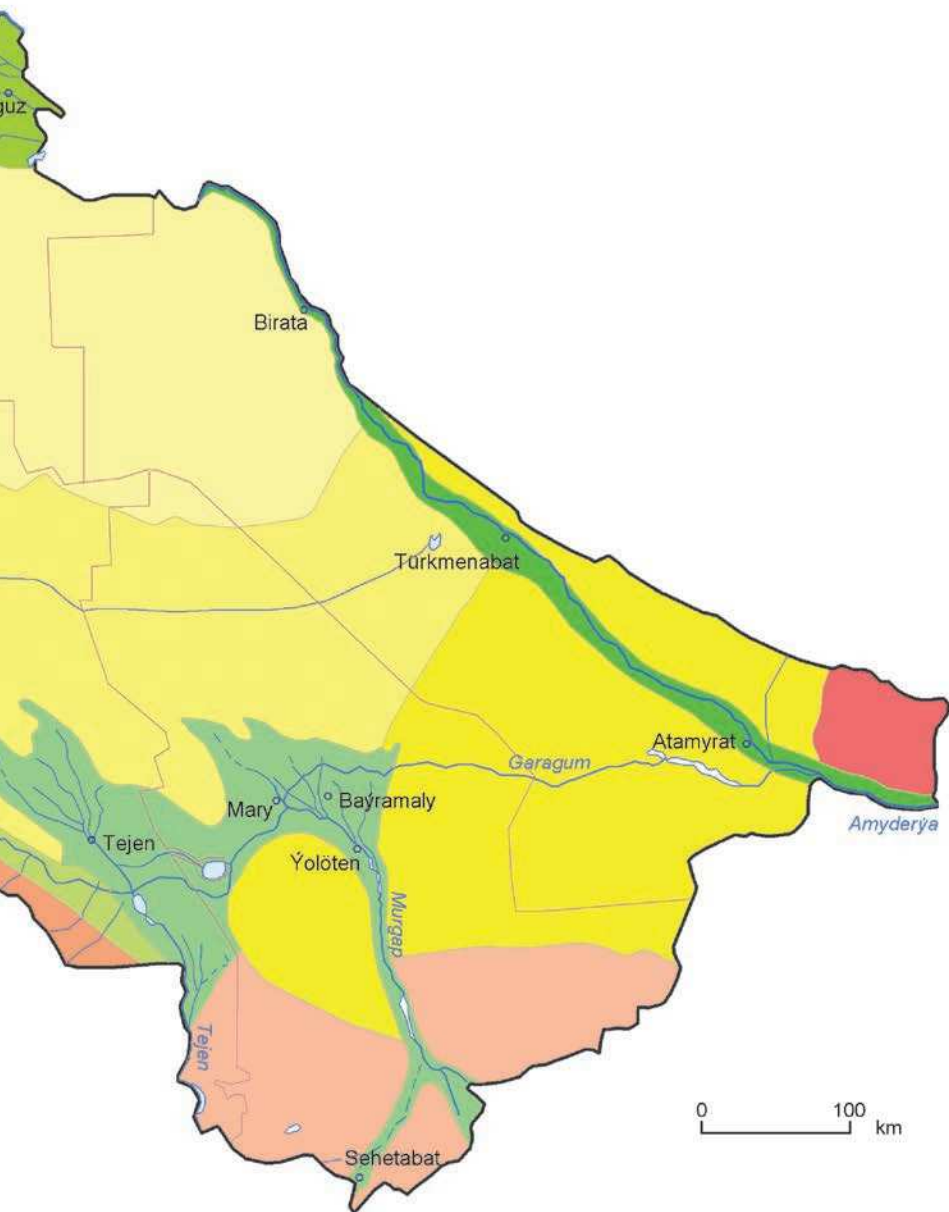 guz
Birata
Türkmenabat
Atamyrat
Garagum
Mary
Baýramaly
Amyderýa
Tejen
Ýolöten
Murgap
Tejen
0 100
km
Sehetabat